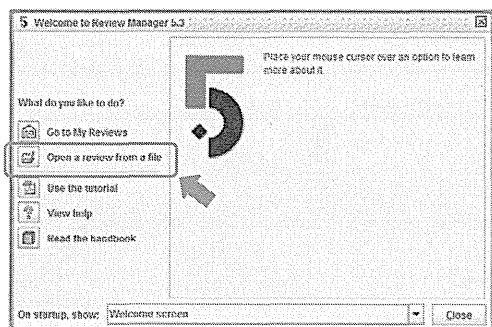 5 Welcome to Review Manager 5.3
Place your mouse cursor over an option to learn
more about it.
What do you like to do?
Go to My Reviews
Open a review from a file
Use the tutorial
View help
Read the handbook
On startup, show: Welcome screen
Close